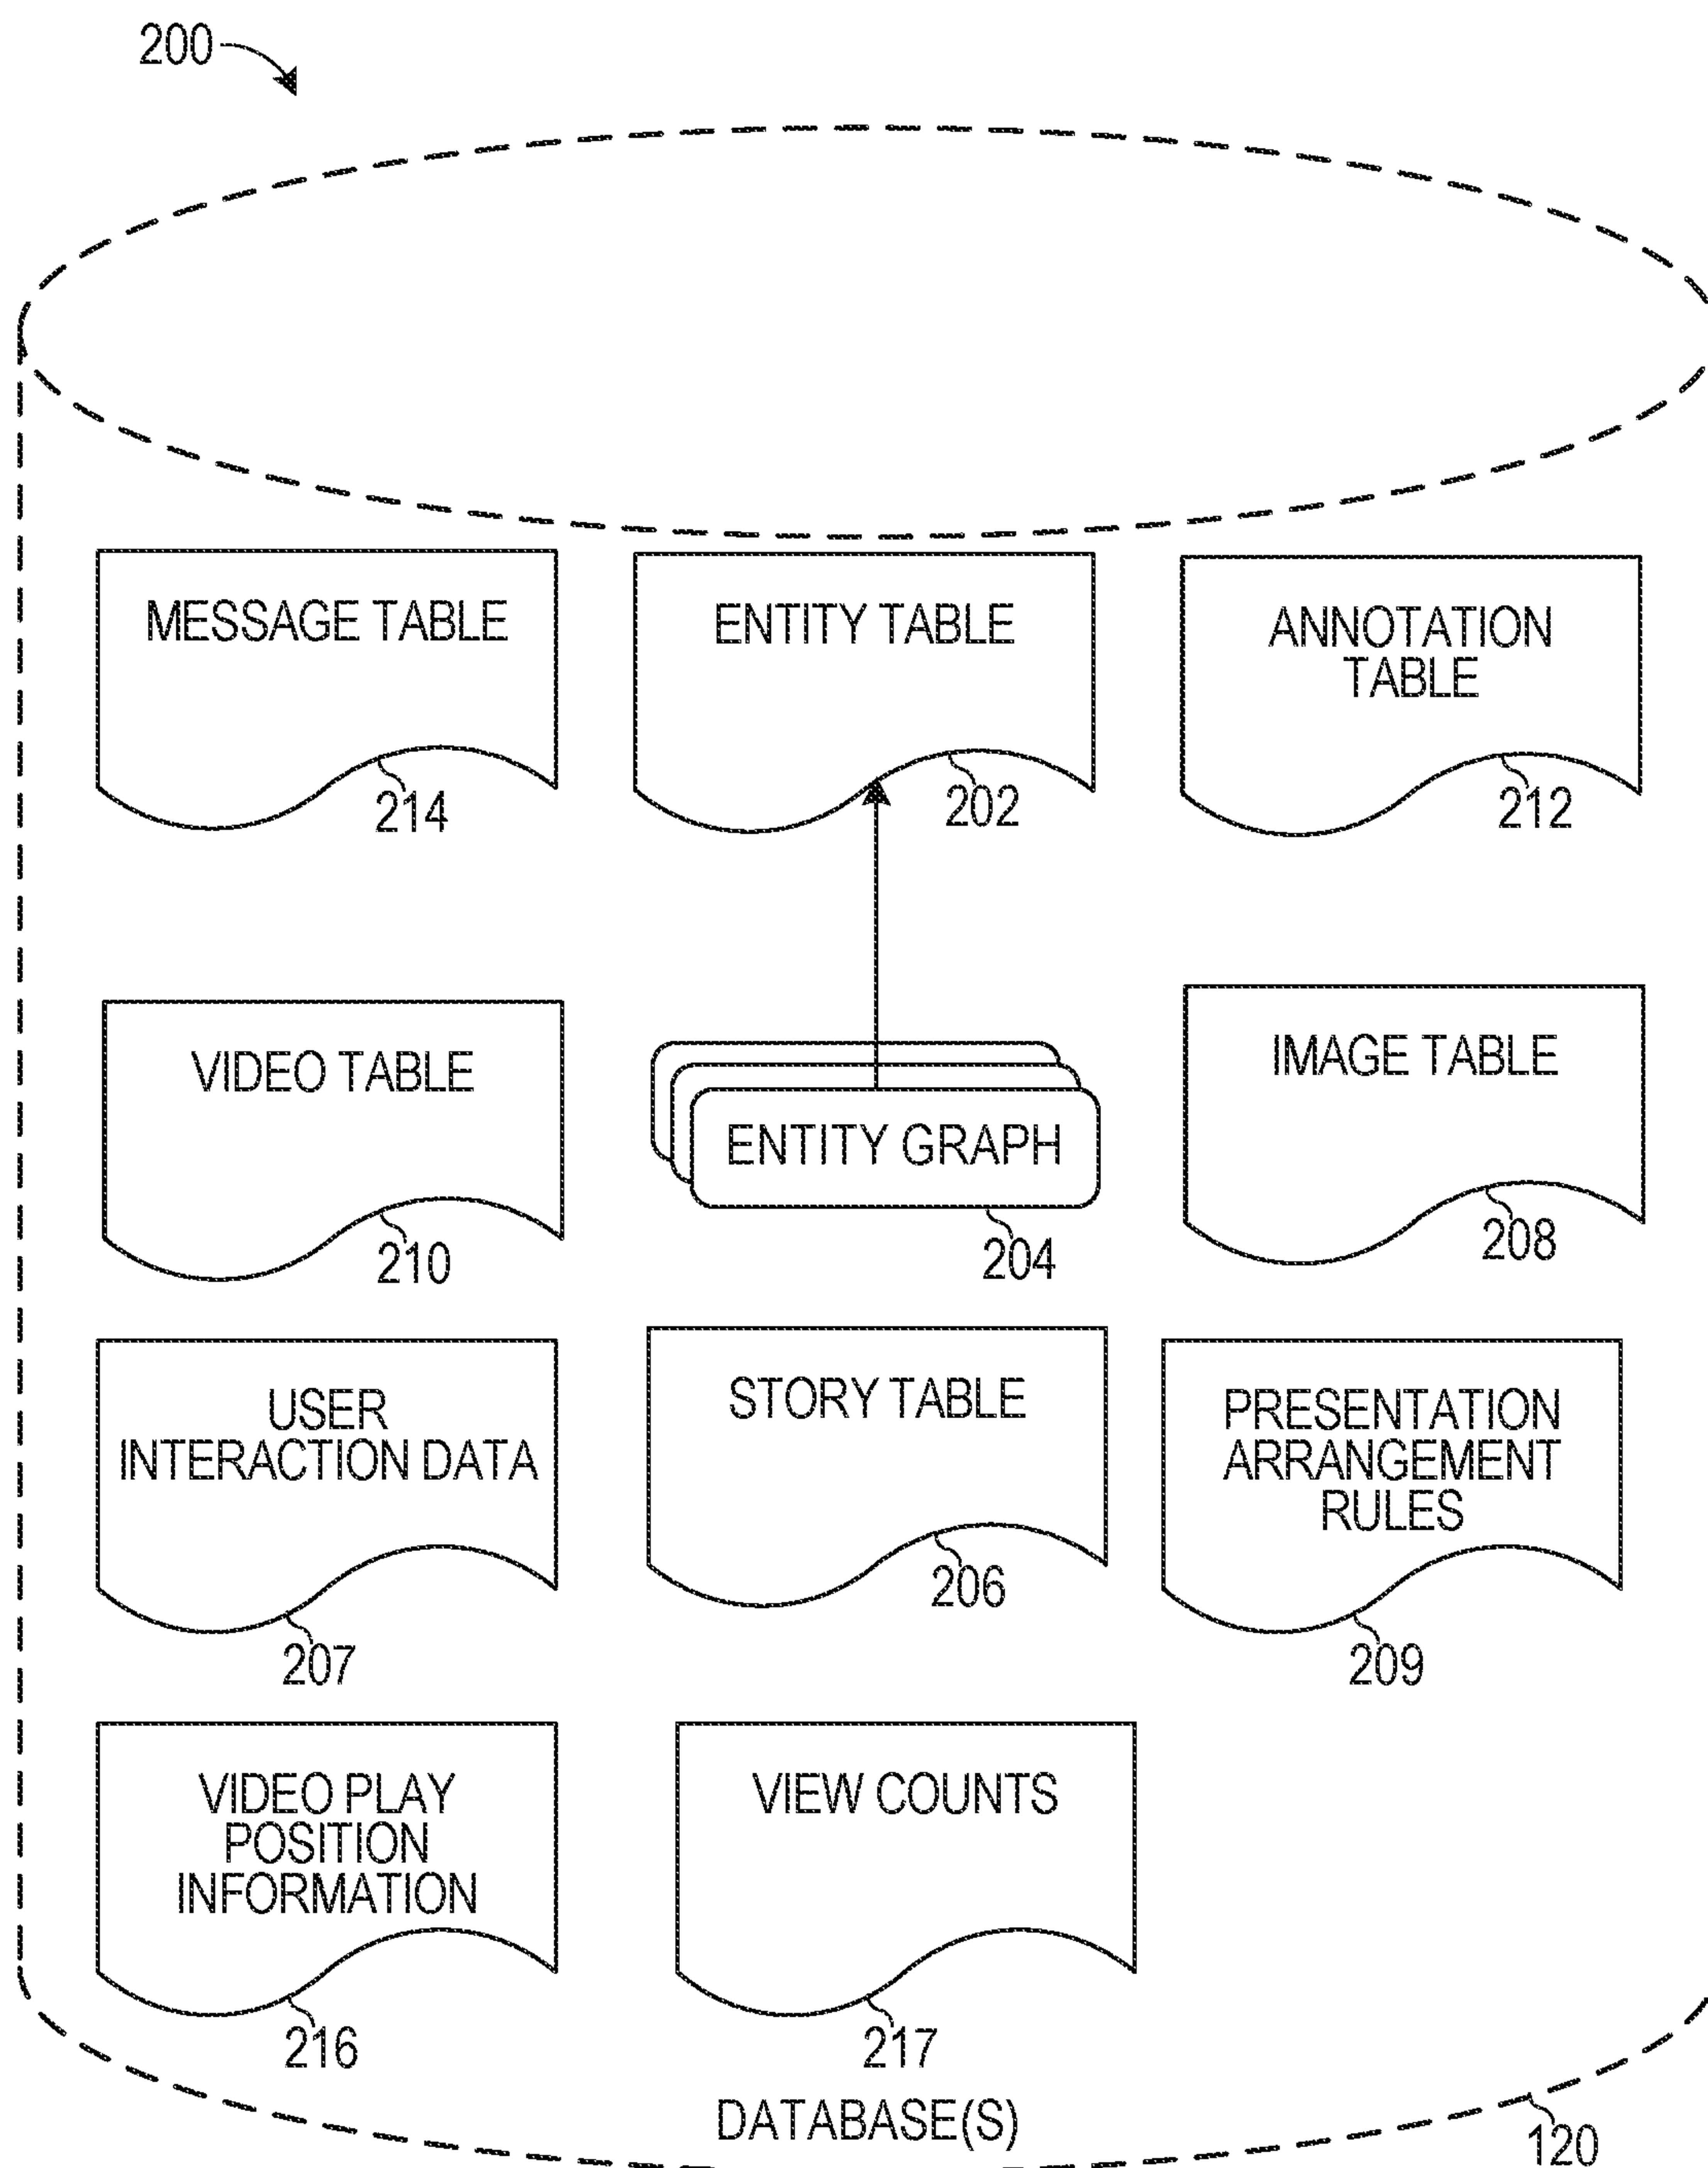 200
MESSAGE TABLE
214
ENTITY TABLE
202
ANNOTATION
TABLE
212
VIDEO TABLE
210
ENTITY GRAPH
204
IMAGE TABLE
208
USER
INTERACTION DATA
207
STORY TABLE
206
PRESENTATION
ARRANGEMENT
RULES
209
VIDEO PLAY
POSITION
INFORMATION
216
VIEW COUNTS
217
DATABASE(S)
120